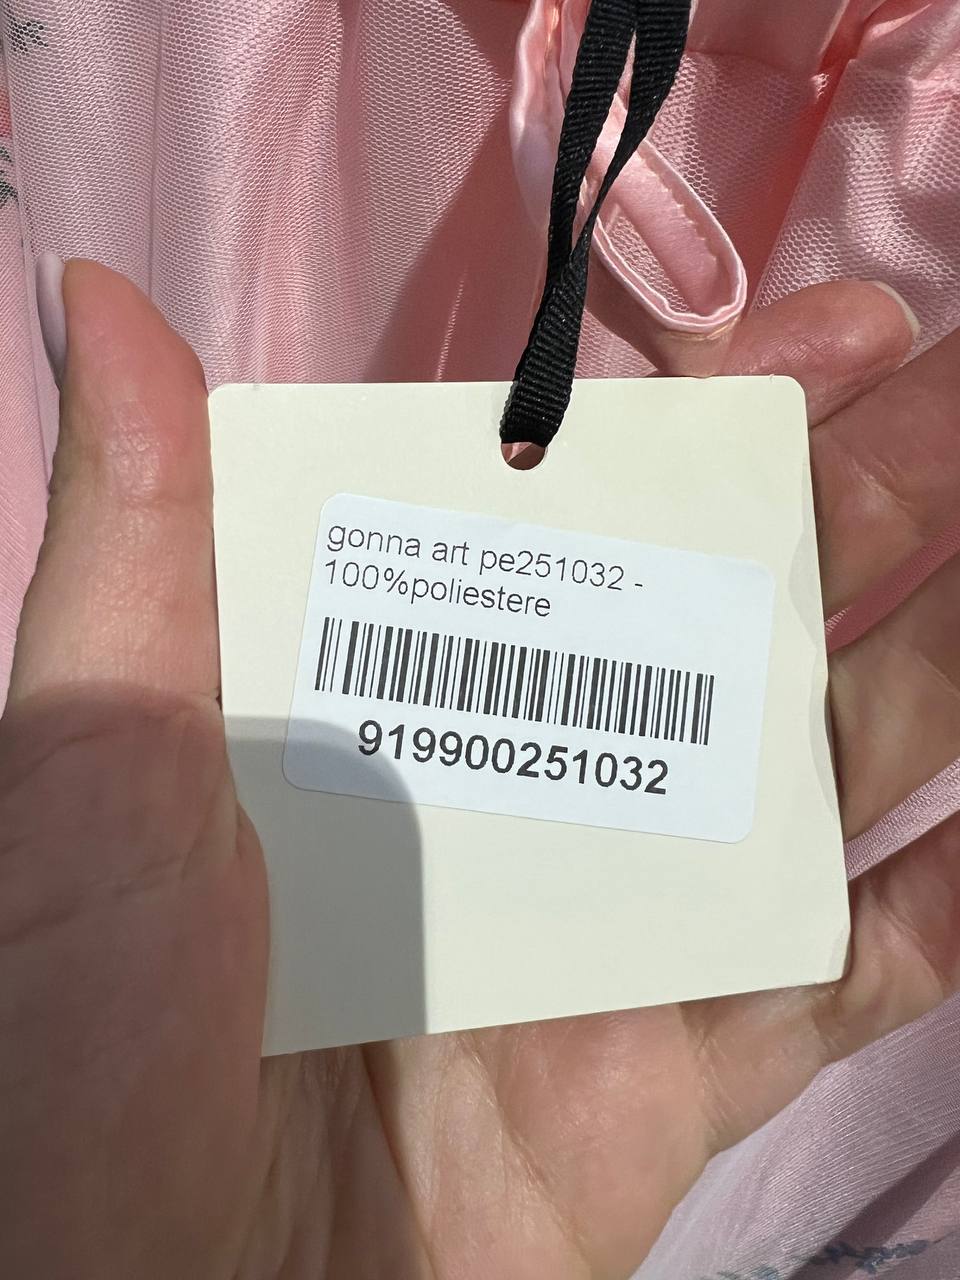 gonna art pe251032 -
100%poliestere
919900251032